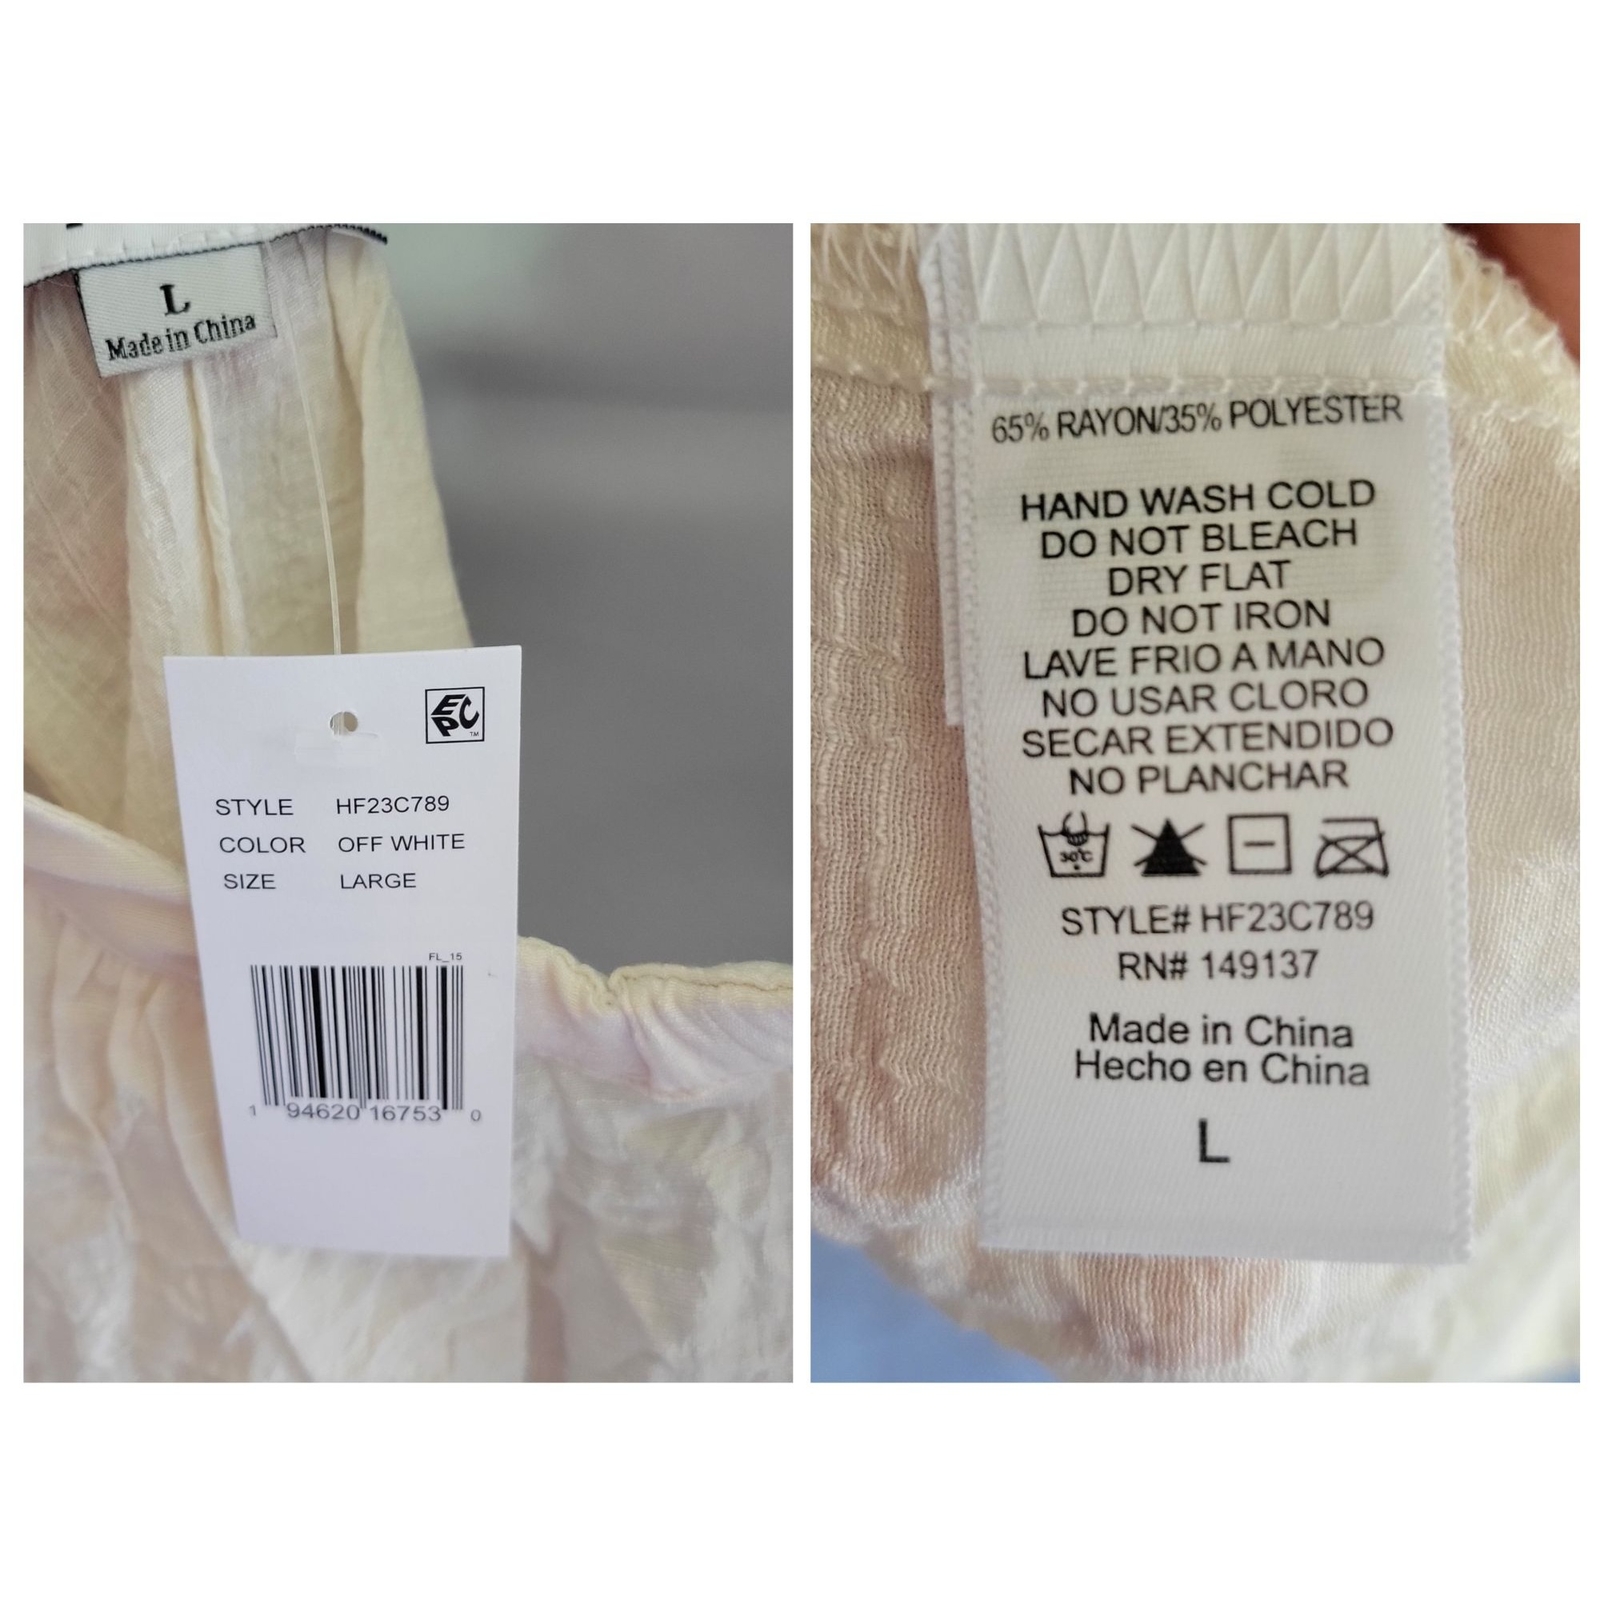 L
Made in China
EPC
TM
STYLE HF23C789
COLOR OFF WHITE
SIZE LARGE
FL_15
1 94620 16753 0
65% RAYON/35% POLYESTER
HAND WASH COLD
DO NOT BLEACH
DRY FLAT
DO NOT IRON
LAVE FRIO A MANO
NO USAR CLORO
SECAR EXTENDIDO
NO PLANCHAR
30°C
STYLE# HF23C789
RN# 149137
Made in China
Hecho en China
L